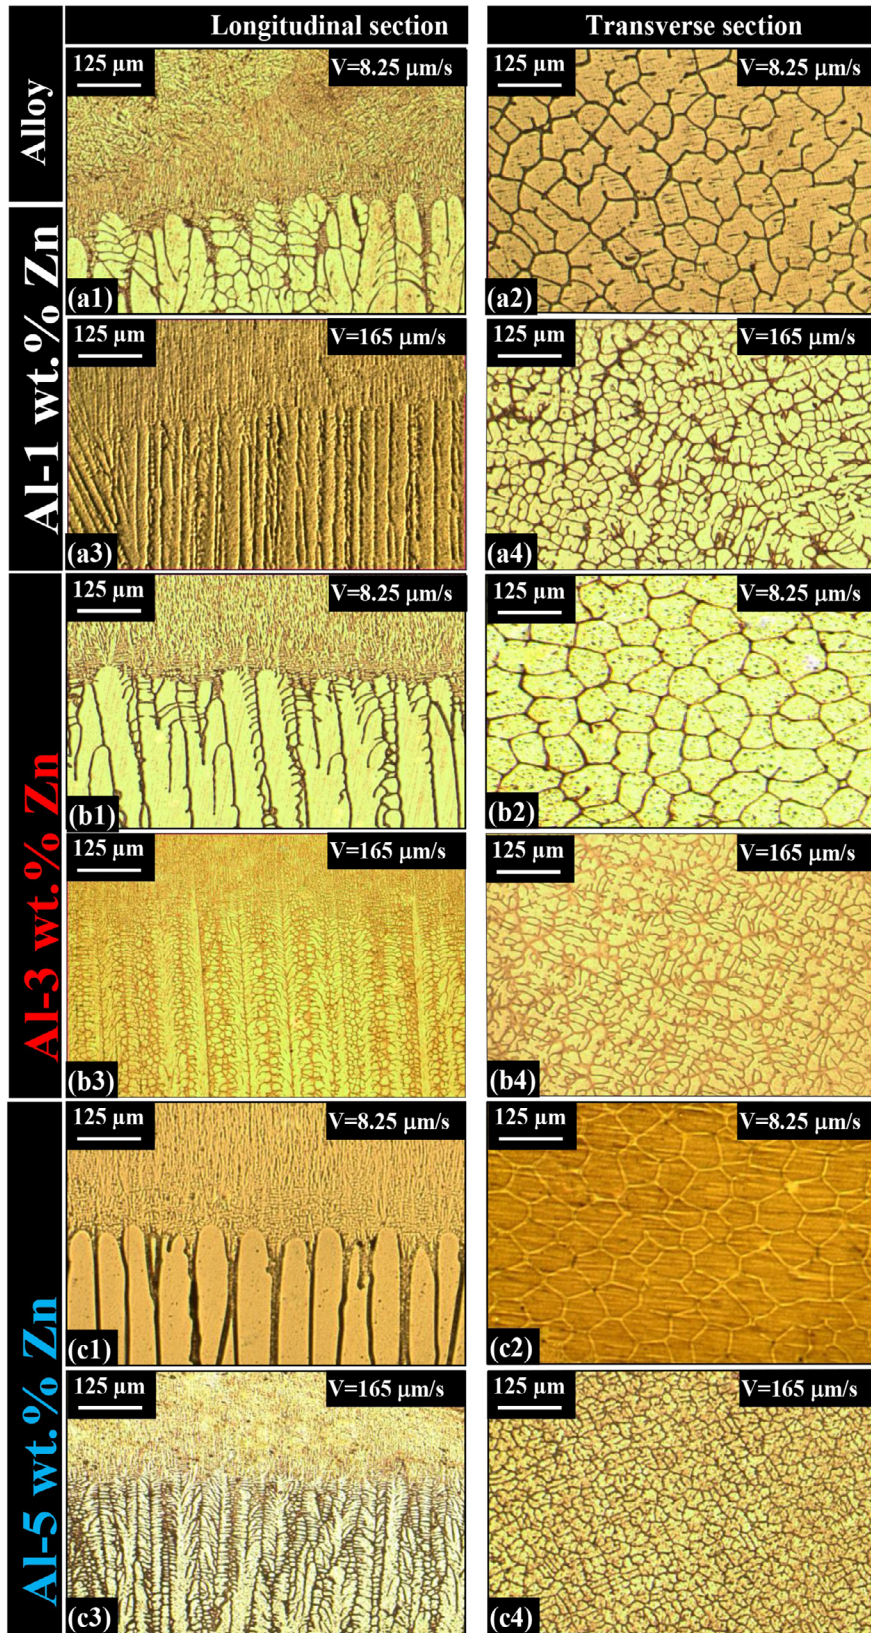 Longitudinal section
Transverse section
Alloy
125 µm
V=8.25 µm/s
(a1)
125 µm
V=8.25 µm/s
(a2)
Al-1 wt.% Zn
125 µm
V=165 µm/s
(a3)
125 µm
V=165 µm/s
(a4)
Al-3 wt.% Zn
125 µm
V=8.25 µm/s
(b1)
125 µm
V=8.25 µm/s
(b2)
125 µm
V=165 µm/s
(b3)
125 µm
V=165 µm/s
(b4)
Al-5 wt.% Zn
125 µm
V=8.25 µm/s
(c1)
125 µm
V=8.25 µm/s
(c2)
125 µm
V=165 µm/s
(c3)
125 µm
V=165 µm/s
(c4)